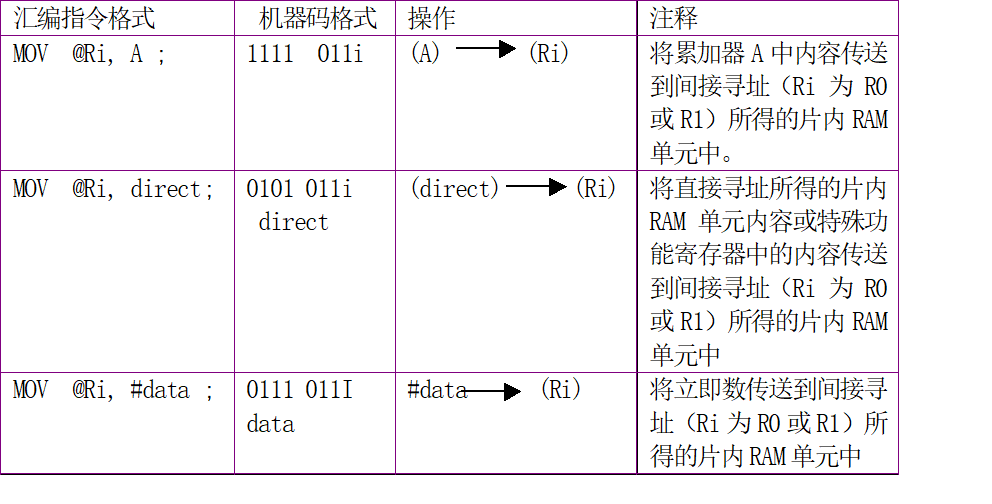 汇编指令格式 机器码格式 操作 注释
MOV @Ri, A ; 1111 011i (A) (Ri) 将累加器 A 中内容传送
到间接寻址（Ri 为 R0
或 R1）所得的片内 RAM
单元中。
MOV @Ri, direct; 0101 011i (direct) (Ri) 将直接寻址所得的片内
direct RAM 单元内容或特殊功
能寄存器中的内容传送
到间接寻址（Ri 为 R0
或 R1）所得的片内 RAM
单元中
MOV @Ri, #data ; 0111 011I #data (Ri) 将立即数传送到间接寻
data 址（Ri 为 R0 或 R1）所
得的片内 RAM 单元中